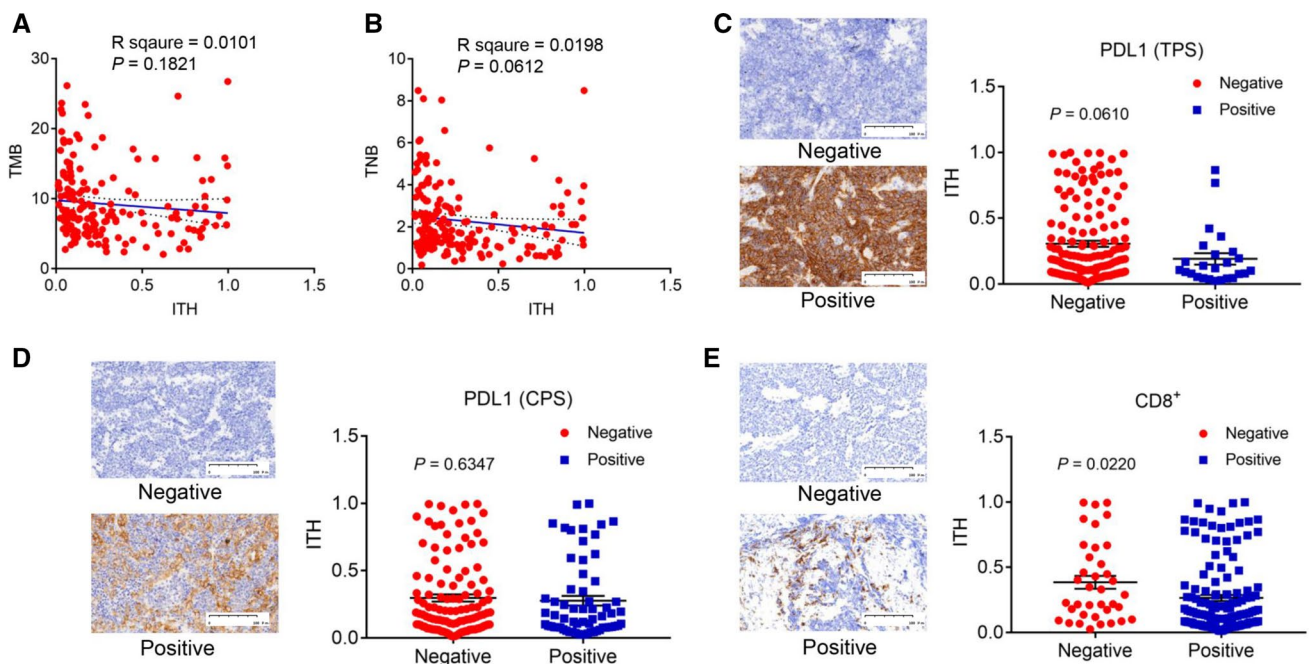 A
R sqaure = 0.0101
P = 0.1821
TMB
30
20
10
0
0.0
0.5
1.0
1.5
ITH
B
R sqaure = 0.0198
P = 0.0612
TNB
10
8
6
4
2
0
0.0
0.5
1.0
1.5
ITH
C
Negative
Positive
PDL1 (TPS)
Negative
Positive
P = 0.0610
ITH
1.5
1.0
0.5
0.0
Negative
Positive
D
Negative
Positive
PDL1 (CPS)
Negative
Positive
P = 0.6347
ITH
1.5
1.0
0.5
0.0
Negative
Positive
E
Negative
Positive
CD8+
Negative
Positive
P = 0.0220
ITH
1.5
1.0
0.5
0.0
Negative
Positive